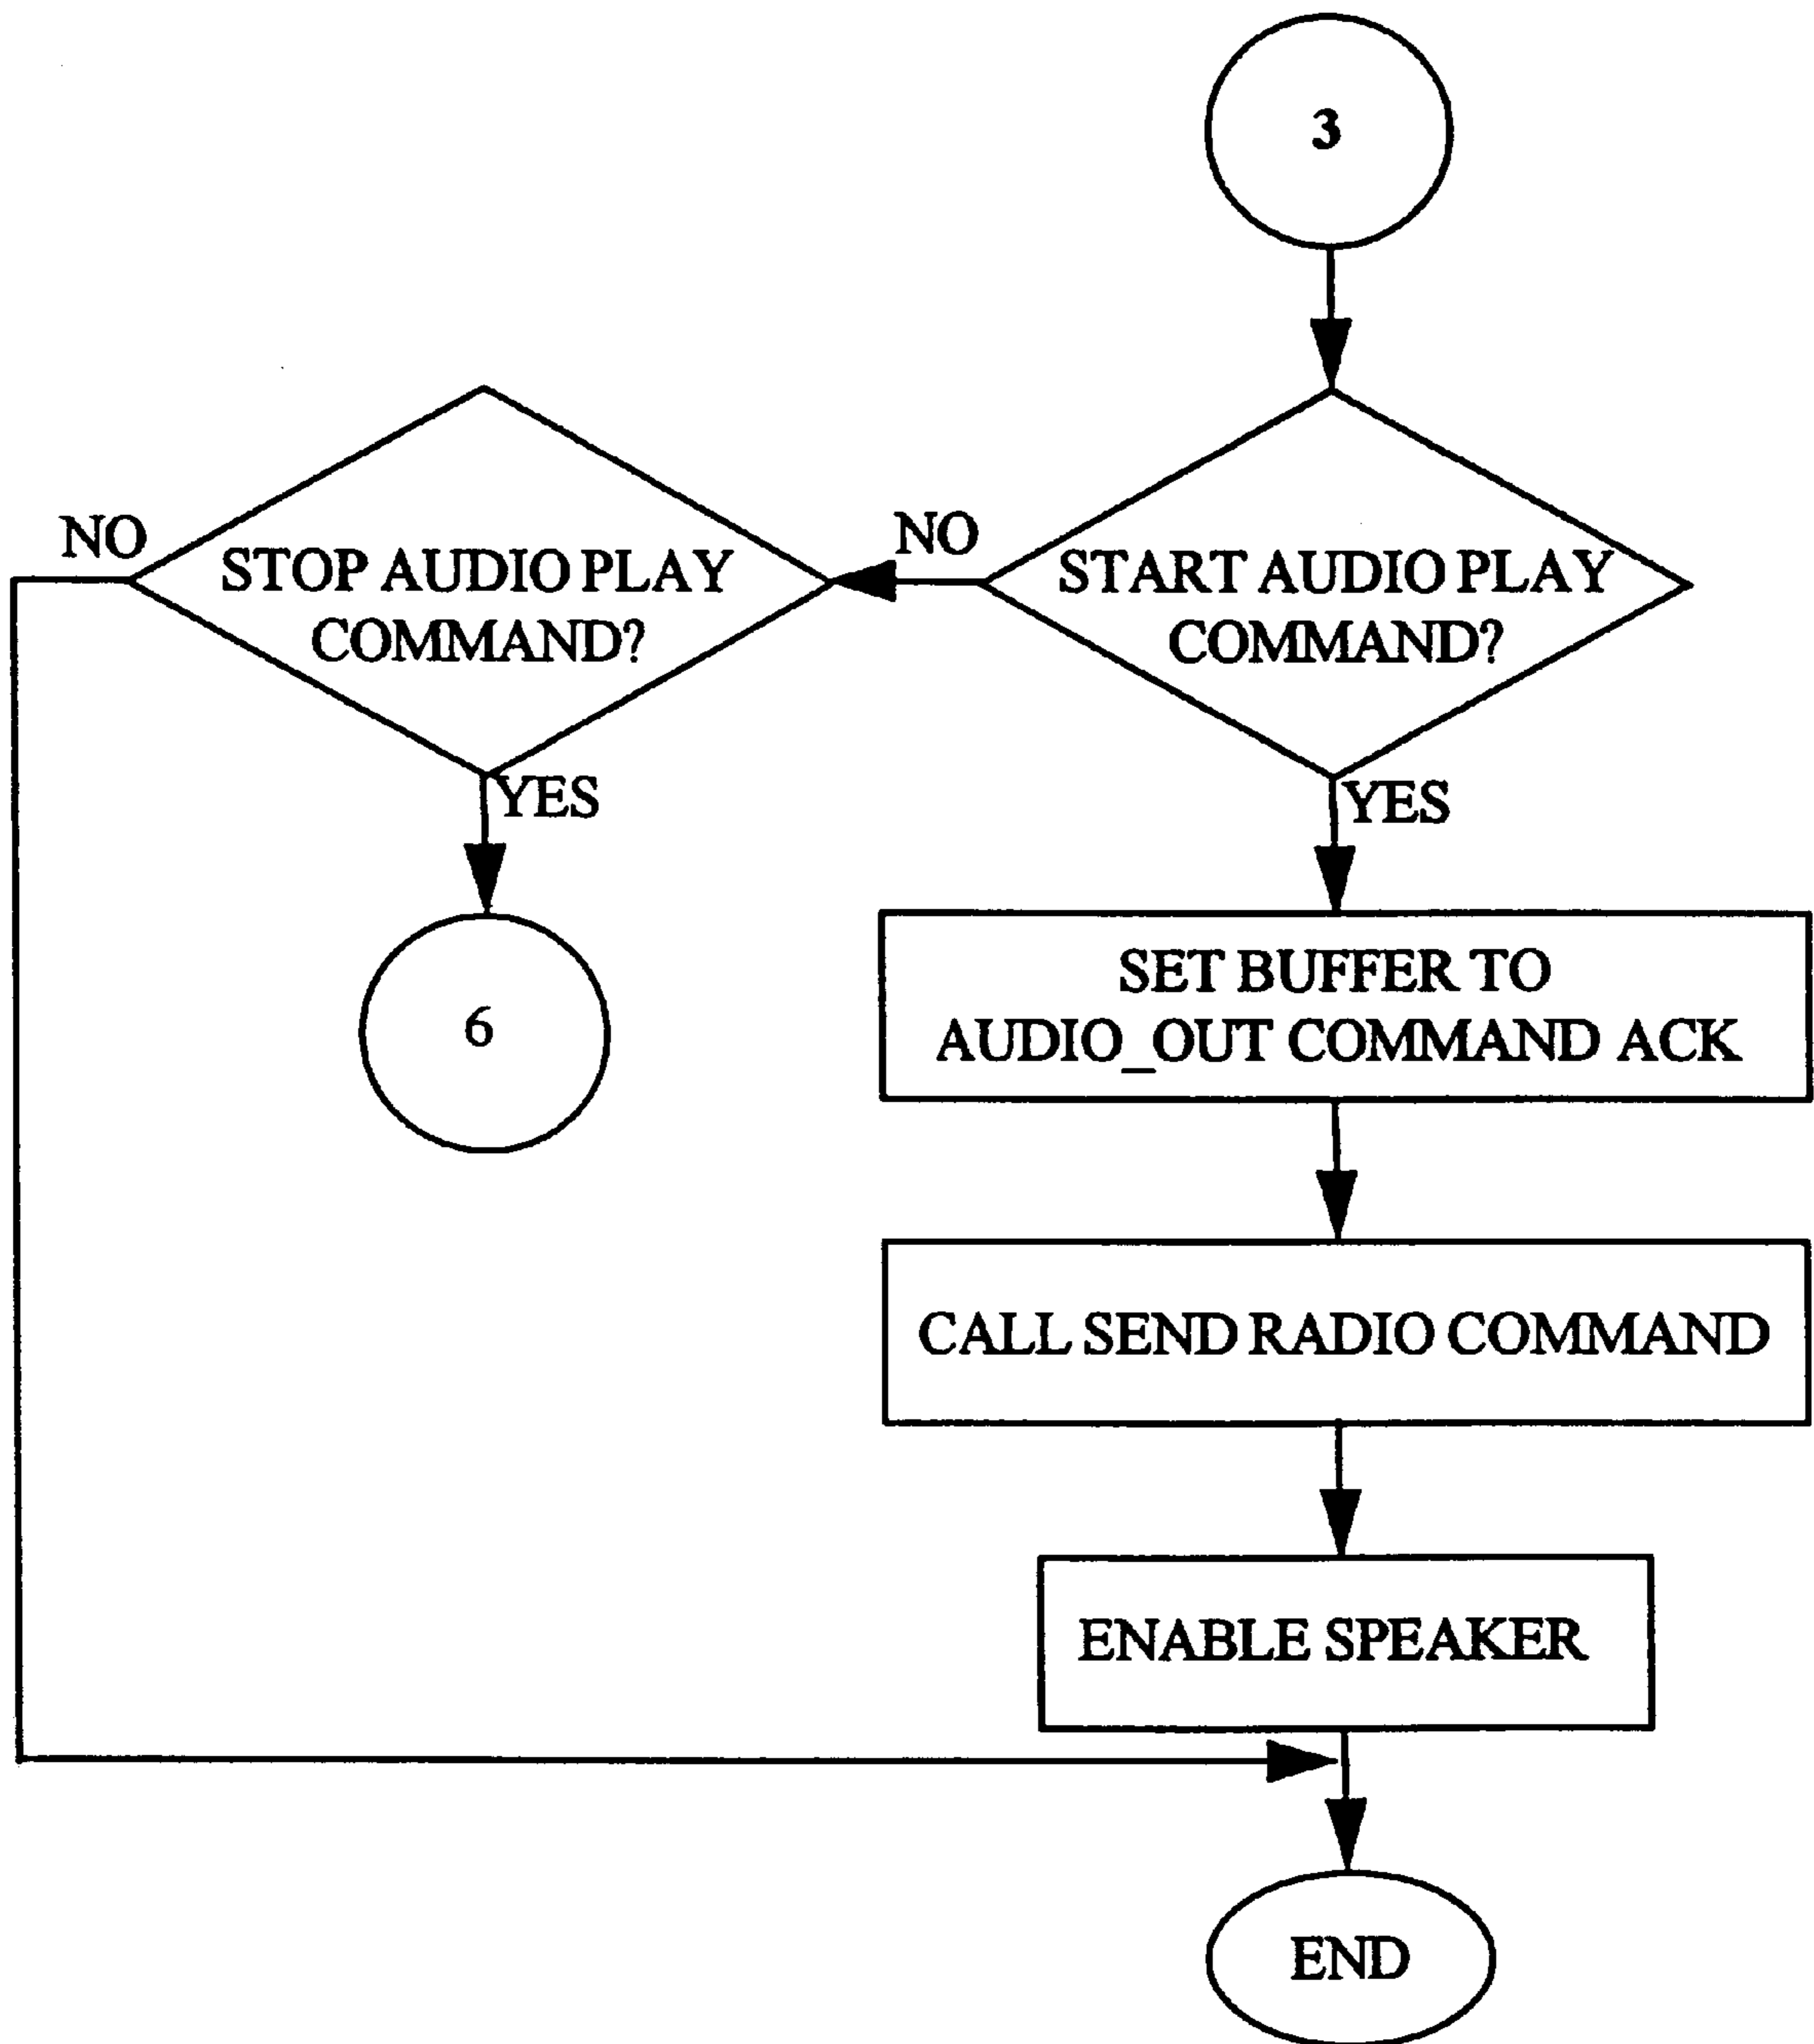 3
NO
STOP AUDIO PLAY
COMMAND?
NO
START AUDIO PLAY
COMMAND?
YES
YES
6
SET BUFFER TO
AUDIO_OUT COMMAND ACK
CALL SEND RADIO COMMAND
ENABLE SPEAKER
END